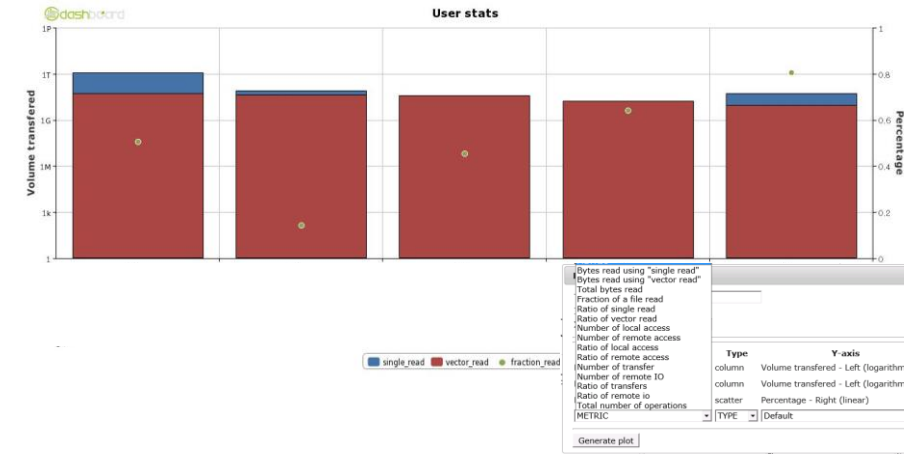 dashboard
User stats
1P
1T
1G
1M
1k
1
Volume transfered
1
0.8
0.6
0.4
0.2
0
Percentage
single_read vector_read fraction_read
Bytes read using "single read"
Bytes read using "vector read"
Total bytes read
Fraction of a file read
Ratio of single read
Ratio of vector read
Number of local access
Number of remote access
Ratio of local access
Ratio of remote access
Number of transfer
Number of remote IO
Ratio of transfers
Ratio of remote io
Total number of operations
Type Y-axis
column Volume transfered - Left (logarithm
column Volume transfered - Left (logarithm
scatter Percentage - Right (linear)
METRIC TYPE Default
Generate plot